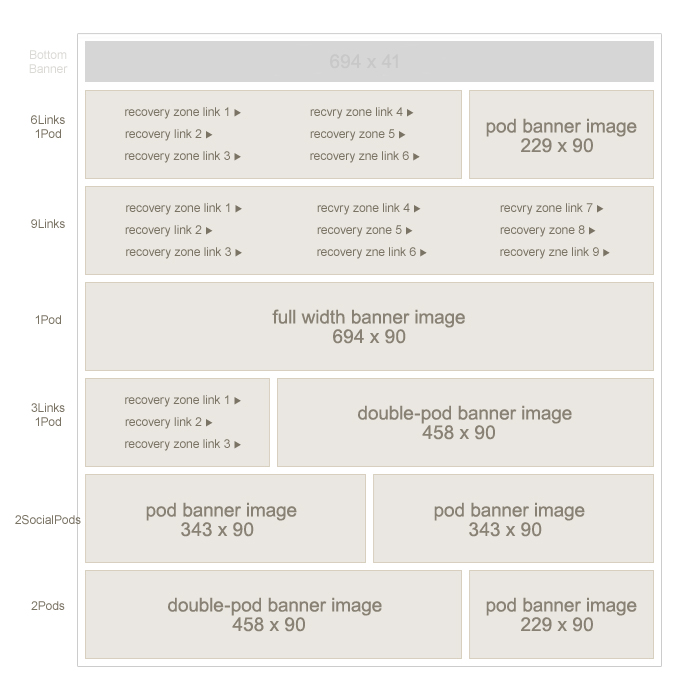 Bottom
Banner
694 x 41
6Links
1Pod
recovery zone link 1 ▶
recovery link 2 ▶
recovery zone link 3 ▶
recvry zone link 4 ▶
recovery zone 5 ▶
recovery zne link 6 ▶
pod banner image
229 x 90
9Links
recovery zone link 1 ▶
recovery link 2 ▶
recovery zone link 3 ▶
recvry zone link 4 ▶
recovery zone 5 ▶
recovery zne link 6 ▶
recvry zone link 7 ▶
recovery zone 8 ▶
recovery zne link 9 ▶
1Pod
full width banner image
694 x 90
3Links
1Pod
recovery zone link 1 ▶
recovery link 2 ▶
recovery zone link 3 ▶
double-pod banner image
458 x 90
2SocialPods
pod banner image
343 x 90
pod banner image
343 x 90
2Pods
double-pod banner image
458 x 90
pod banner image
229 x 90